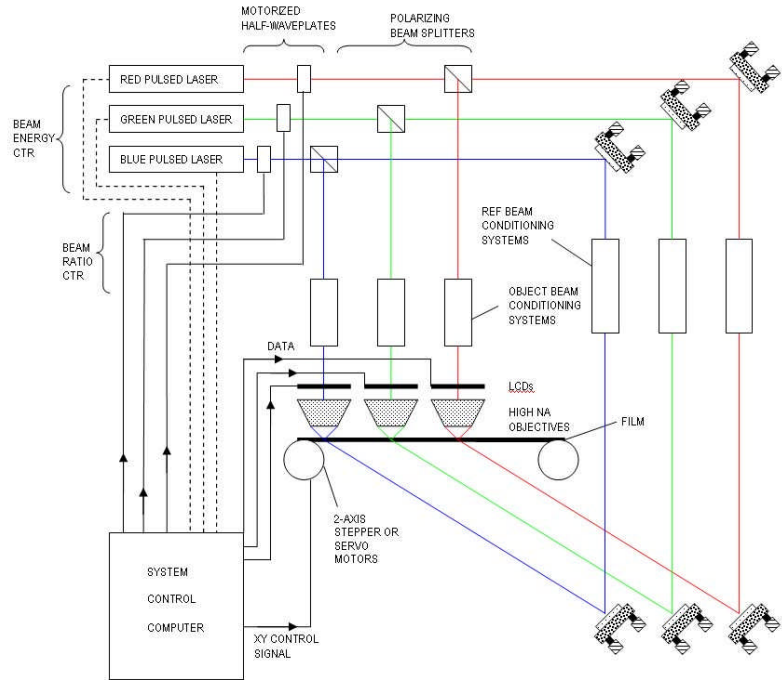 MOTORIZED
HALF-WAVEPLATES
POLARIZING
BEAM SPLITTERS
RED PULSED LASER
GREEN PULSED LASER
BLUE PULSED LASER
BEAM
ENERGY
CTR
BEAM
RATIO
CTR
REF BEAM
CONDITIONING
SYSTEMS
OBJECT BEAM
CONDITIONING
SYSTEMS
DATA
LCDs
HIGH NA
OBJECTIVES
FILM
2-AXIS
STEPPER OR
SERVO
MOTORS
SYSTEM
CONTROL
COMPUTER
XY CONTROL
SIGNAL